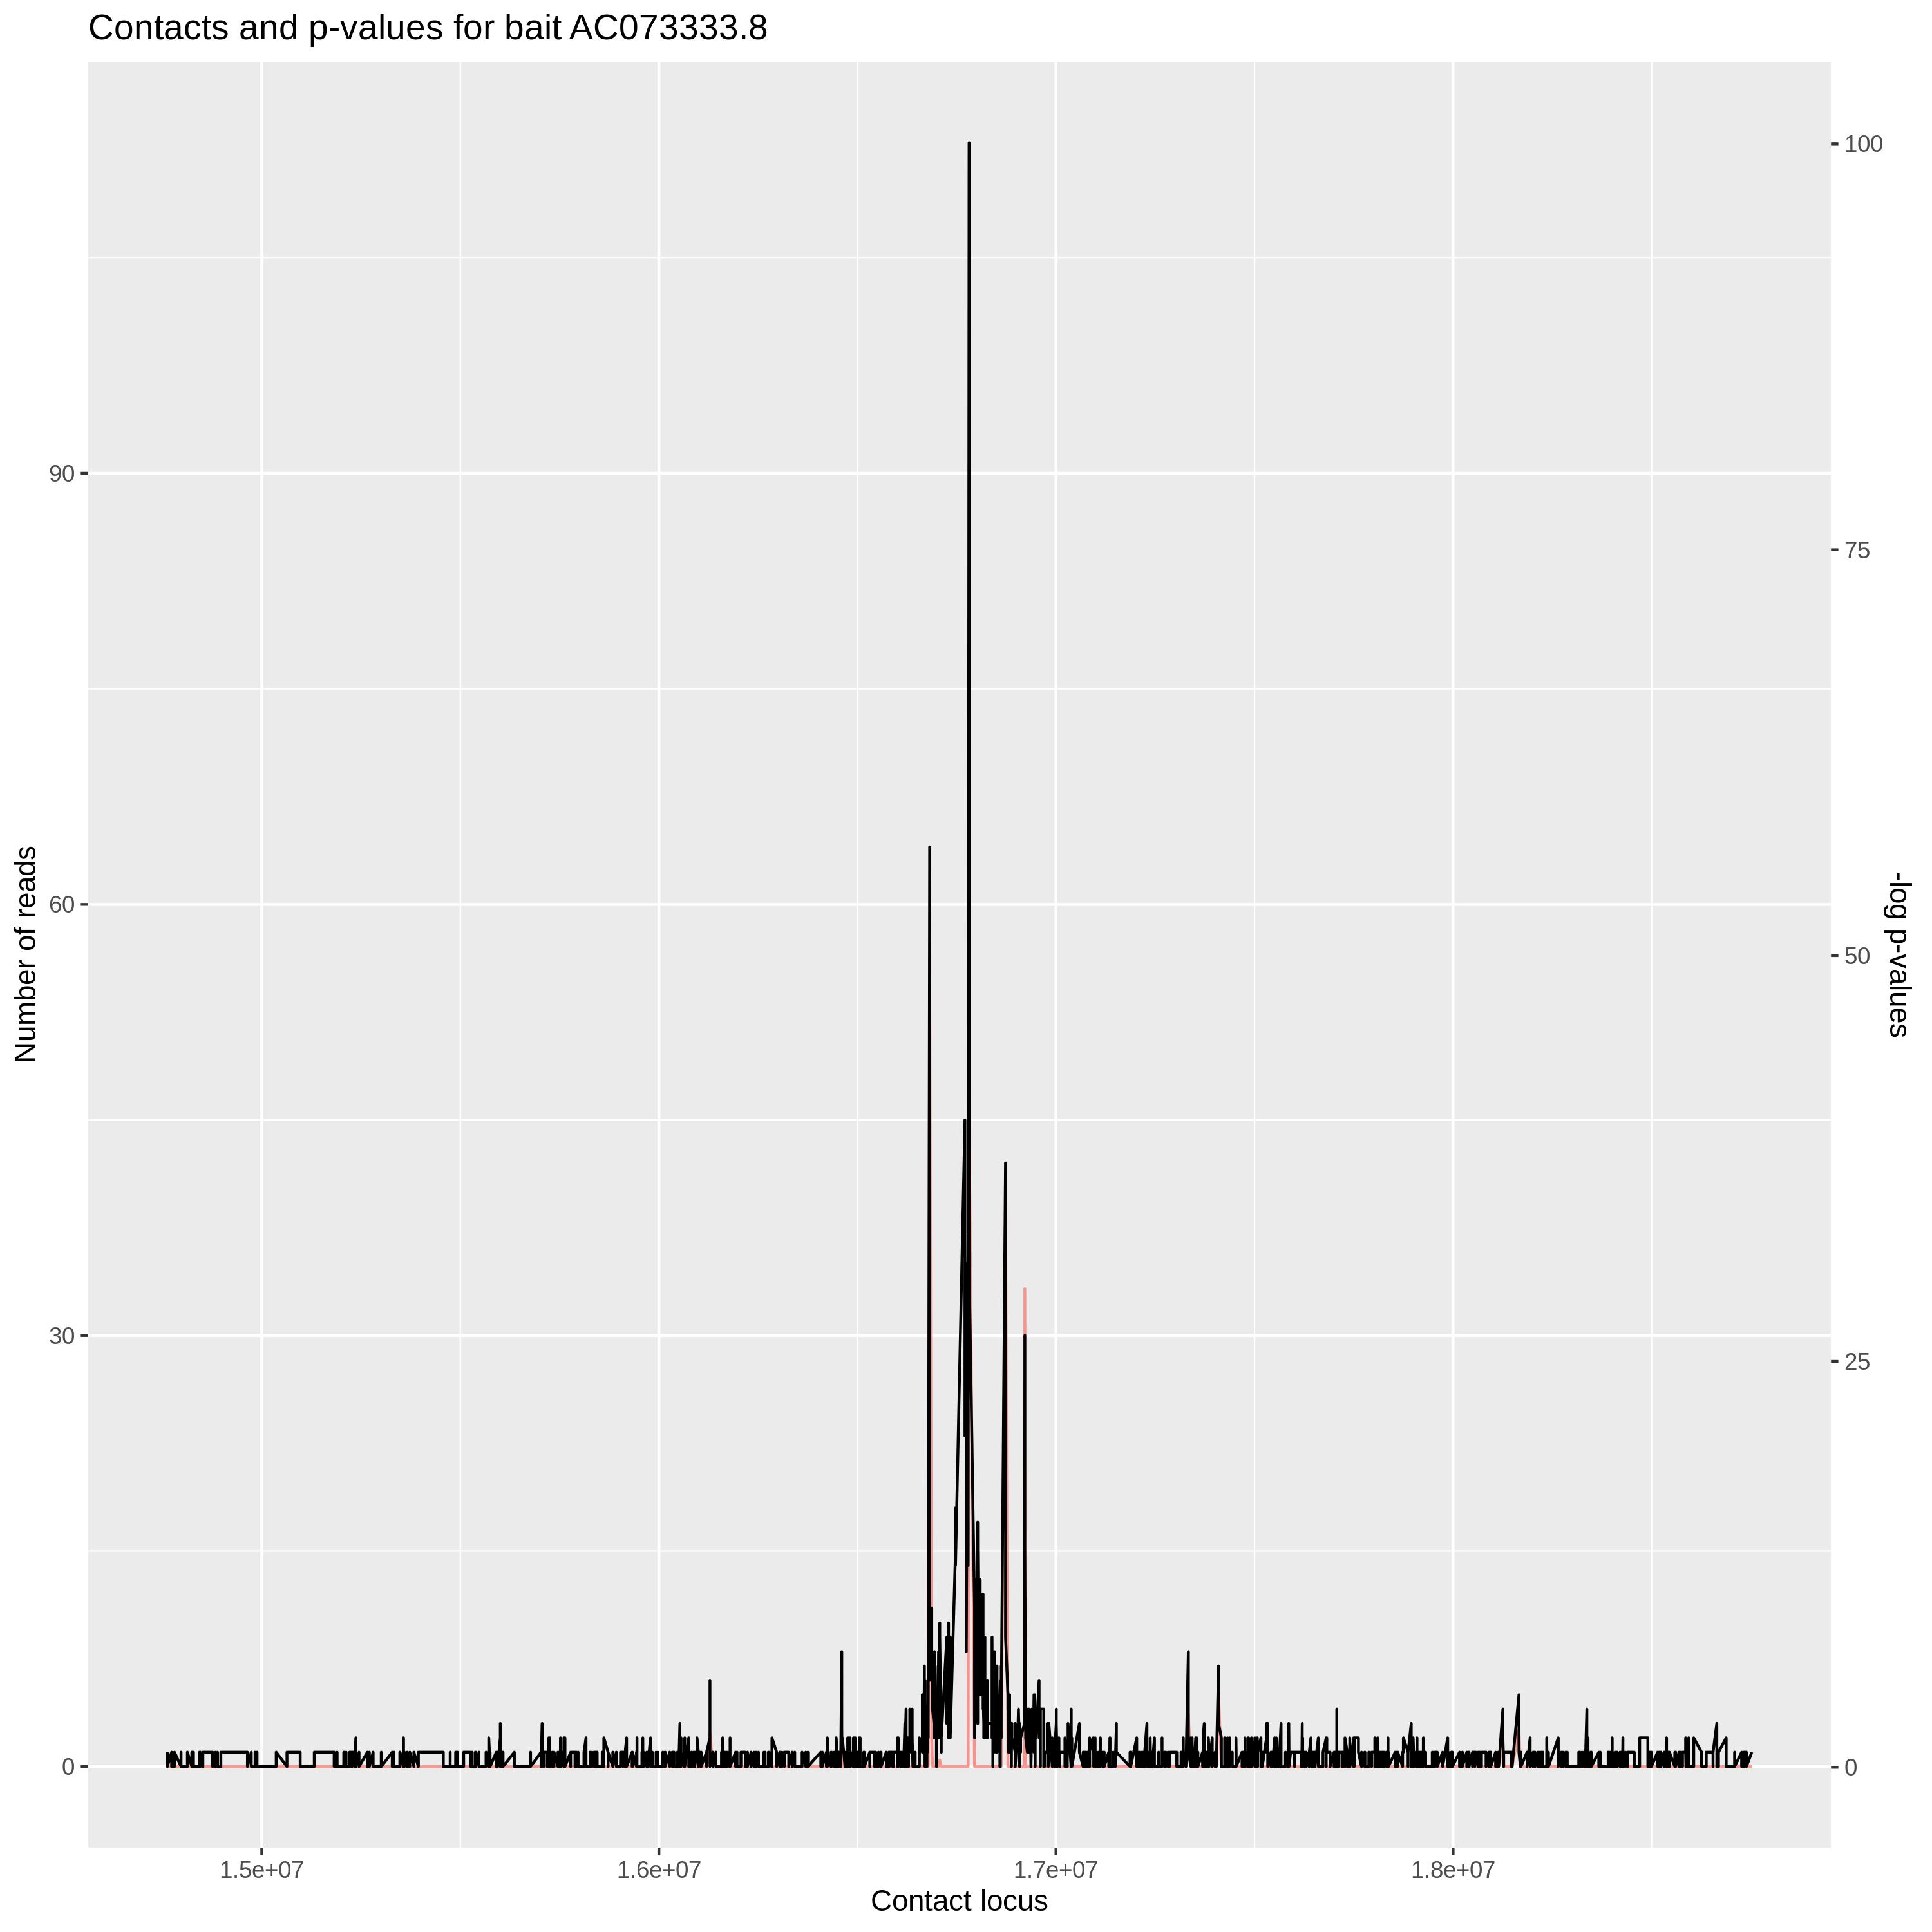 Contacts and p-values for bait AC073333.8
100
90
75
60
50
30
25
0
0
Number of reads
-log p-values
1.5e+07
1.6e+07
1.7e+07
1.8e+07
Contact locus